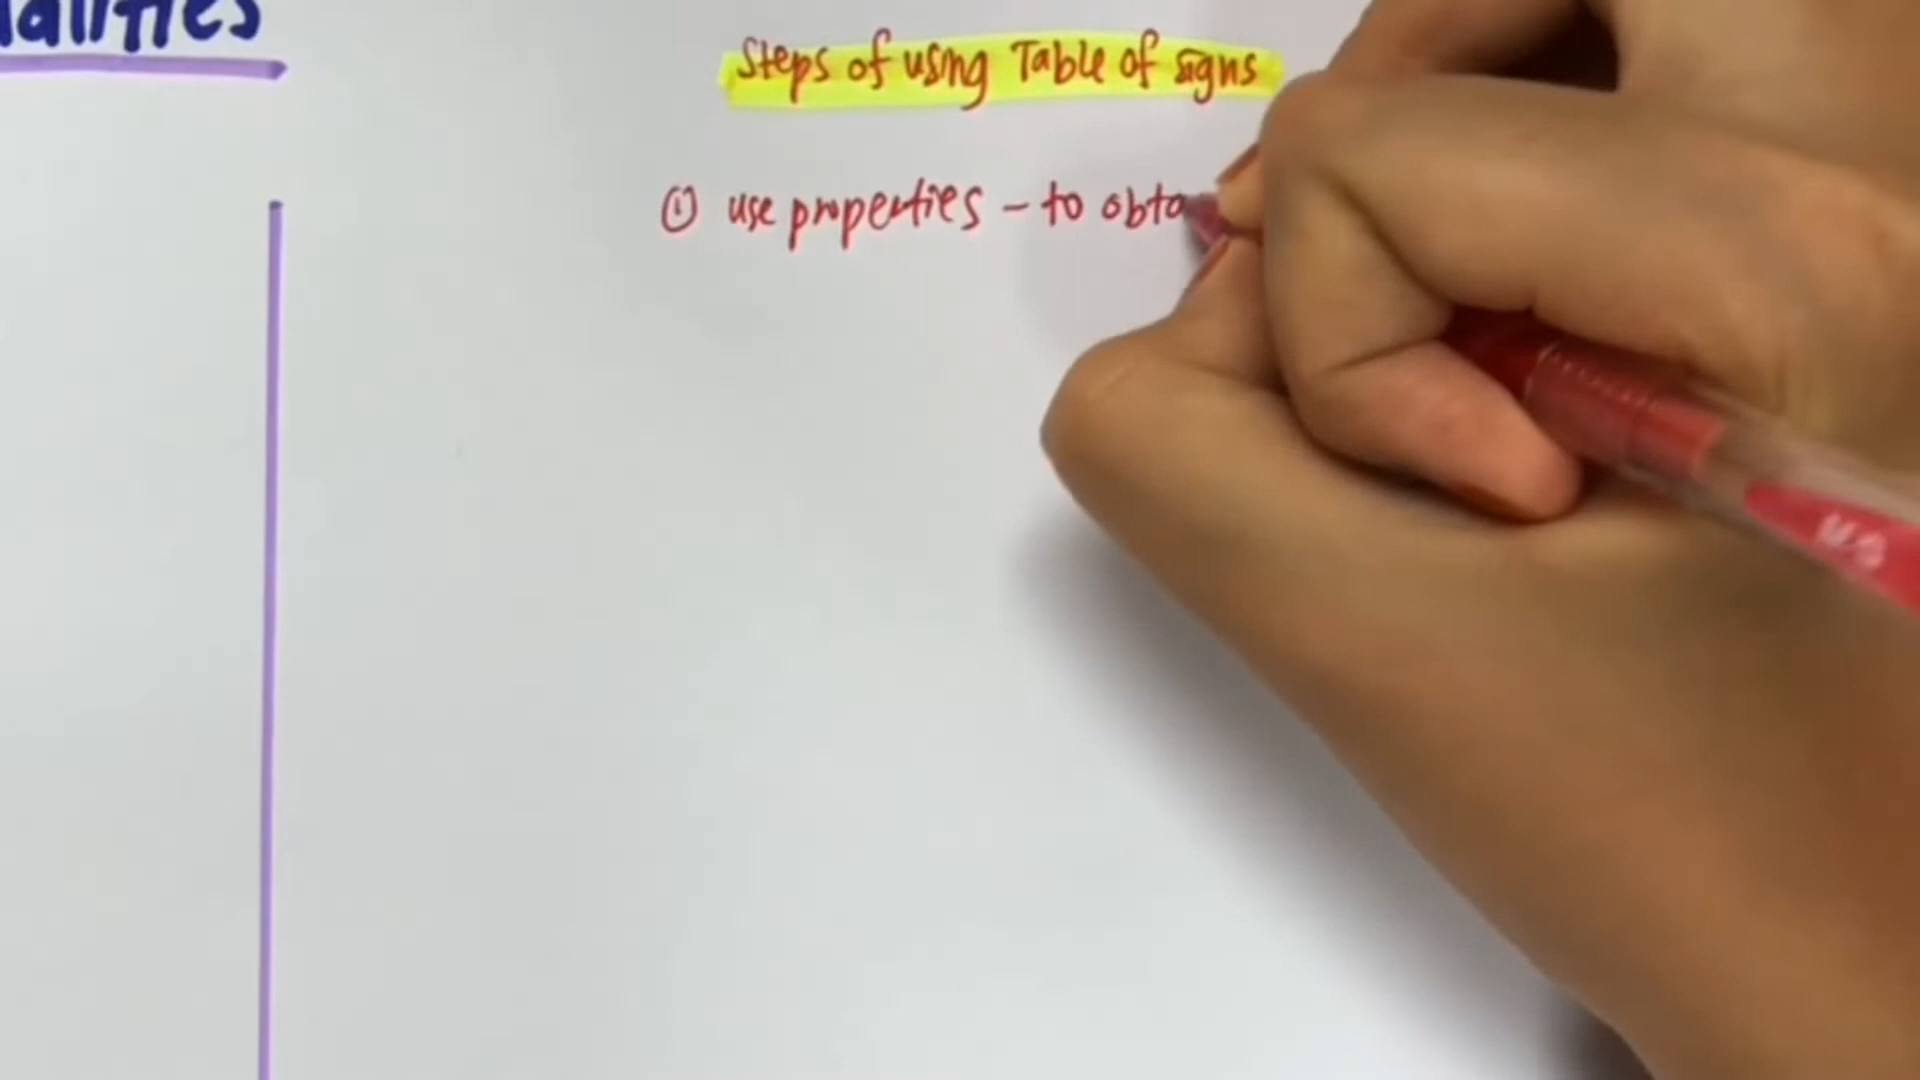 alities
Steps of using Table of signs
① use properties - to obta
M&G